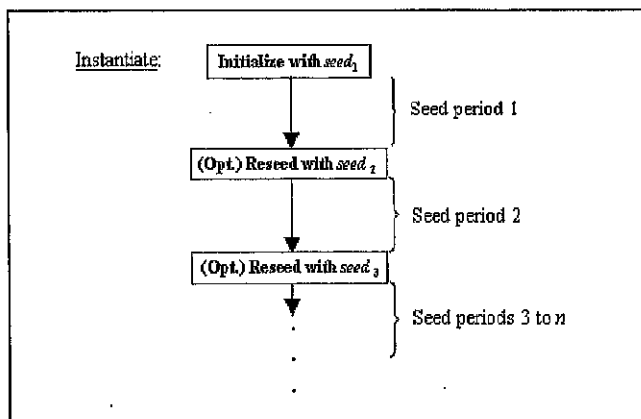 Instantiate: Initialize with seed1
Seed period 1
(Opt.) Reseed with seed2
Seed period 2
(Opt.) Reseed with seed3
Seed periods 3 to n